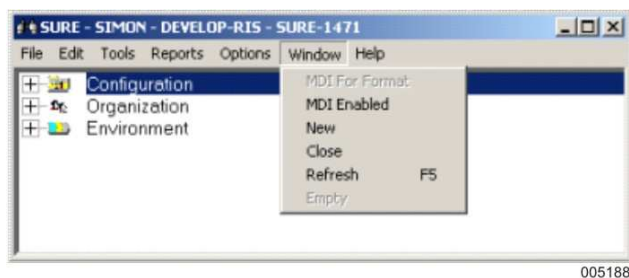 SURE - SIMON - DEVELOP-RIS - SURE-1471
File Edit Tools Reports Options Window Help
Configuration
Organization
Environment
MDI For Format
MDI Enabled
New
Close
Refresh F5
Empty
005188